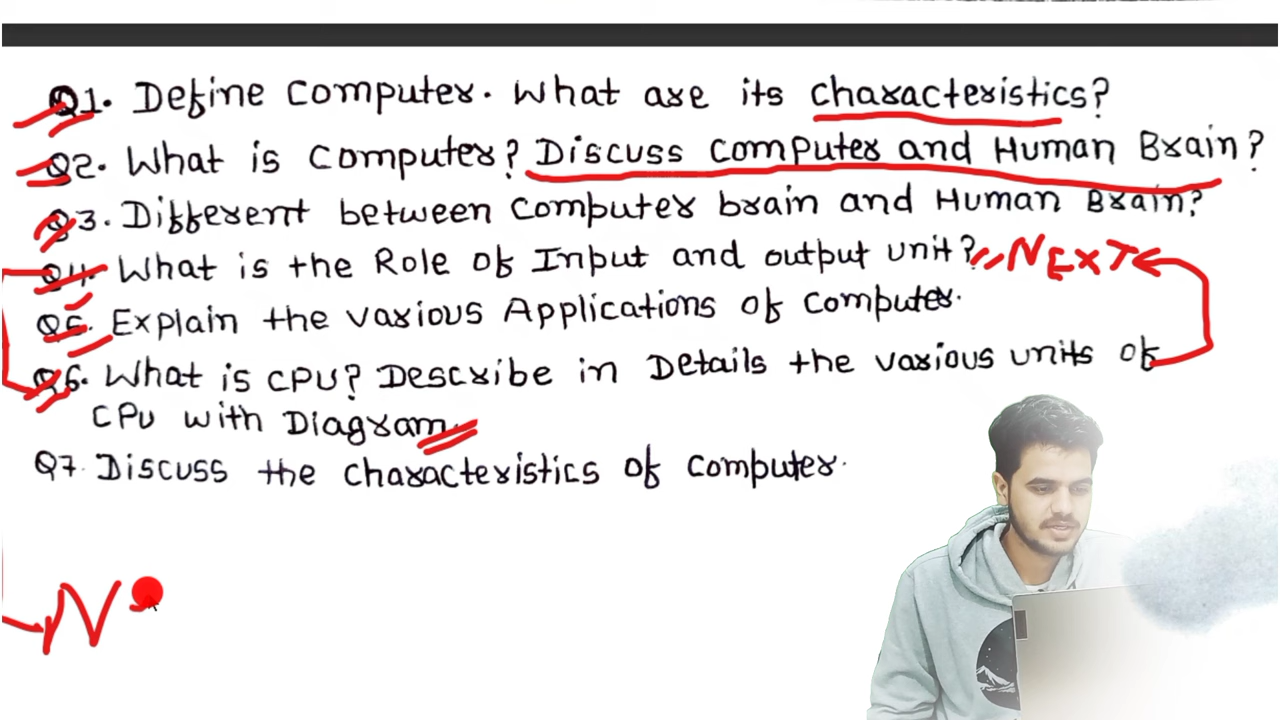 Q1. Define Computer. What are its characteristics?
Q2. What is Computer? Discuss Computer and Human Brain?
Q3. Different between Computer brain and Human Brain?
Q4. What is the Role of Input and output unit? NEXT
Q5. Explain the various Applications of Computer.
Q6. What is CPU? Describe in Details the various units of
CPU with Diagram
Q7. Discuss the characteristics of Computer.
N